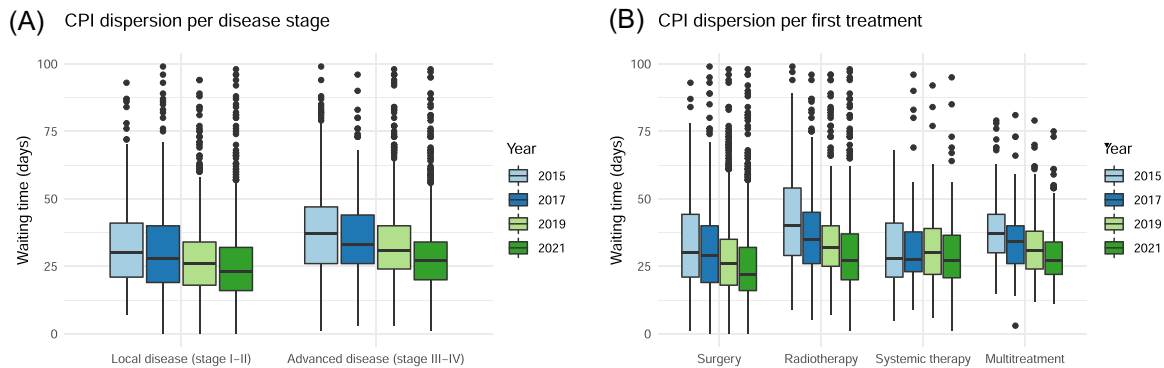 (A) CPI dispersion per disease stage
100
75
50
25
0
Waiting time (days)
Local disease (stage I–II)
Advanced disease (stage III–IV)
Year
2015
2017
2019
2021
(B) CPI dispersion per first treatment
100
75
50
25
0
Waiting time (days)
Surgery
Radiotherapy
Systemic therapy
Multitreatment
Year
2015
2017
2019
2021